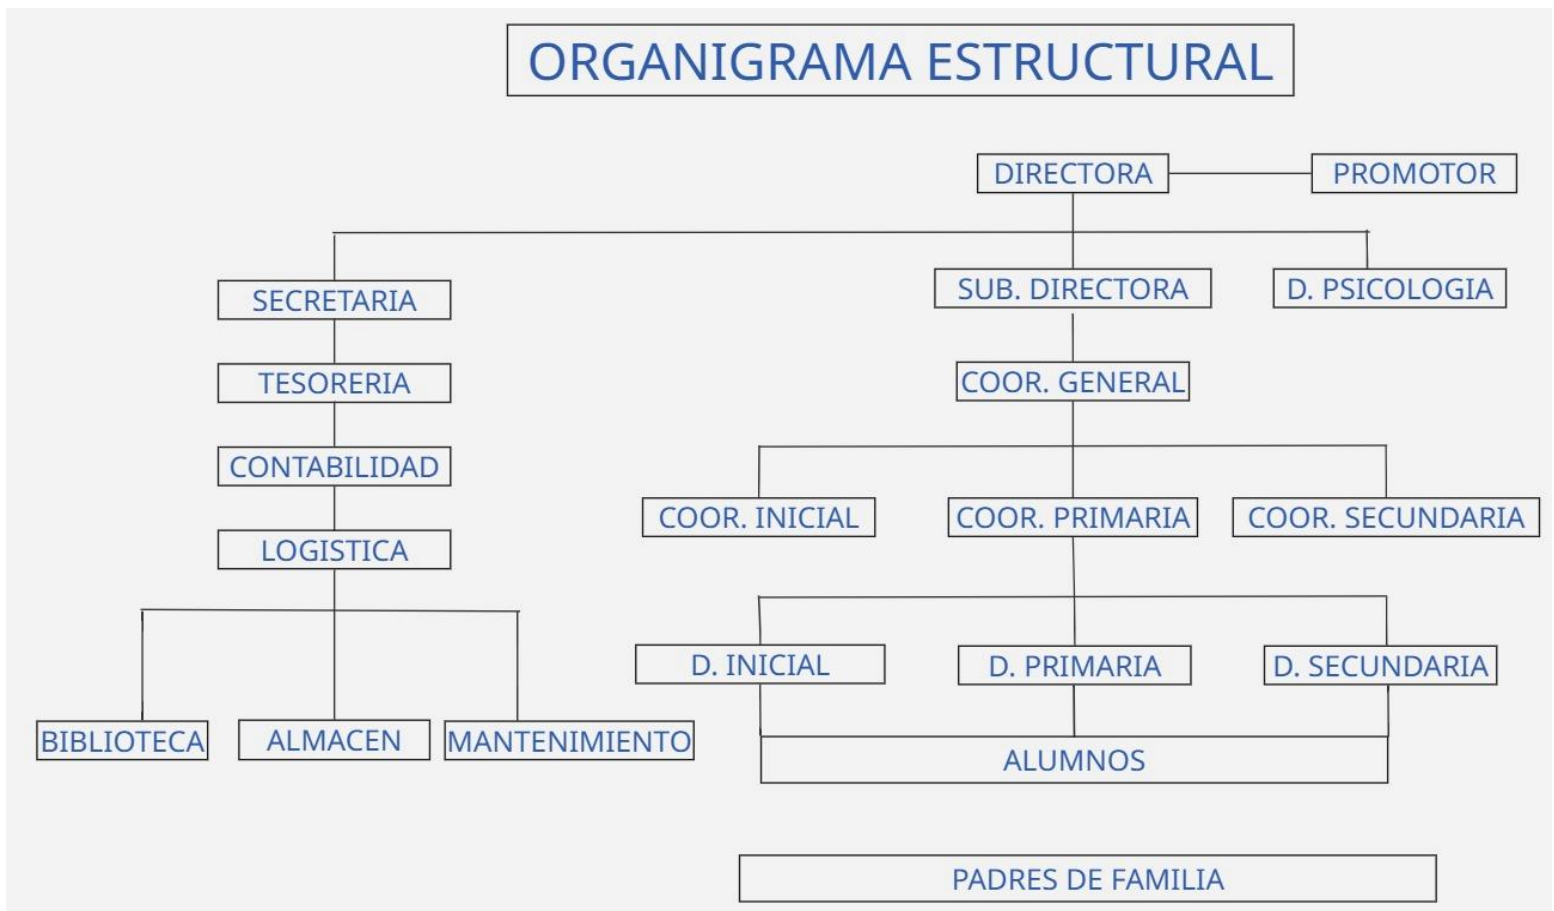 ORGANIGRAMA ESTRUCTURAL
DIRECTORA
PROMOTOR
SECRETARIA
SUB. DIRECTORA
D. PSICOLOGIA
TESORERIA
COOR. GENERAL
CONTABILIDAD
COOR. INICIAL
COOR. PRIMARIA
COOR. SECUNDARIA
LOGISTICA
D. INICIAL
D. PRIMARIA
D. SECUNDARIA
BIBLIOTECA
ALMACEN
MANTENIMIENTO
ALUMNOS
PADRES DE FAMILIA